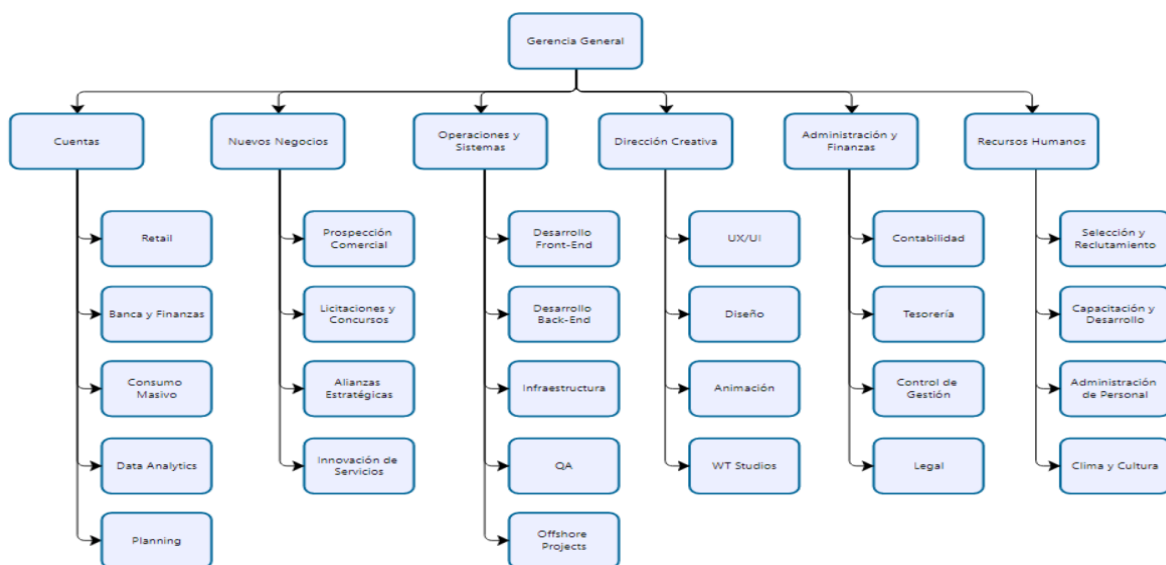 Gerencia General
Cuentas
Nuevos Negocios
Operaciones y
Sistemas
Dirección Creativa
Administración y
Finanzas
Recursos Humanos
Retail
Banca y Finanzas
Consumo
Masivo
Data Analytics
Planning
Prospección
Comercial
Licitaciones y
Concursos
Alianzas
Estratégicas
Innovación de
Servicios
Desarrollo
Front-End
Desarrollo
Back-End
Infraestructura
QA
Offshore
Projects
UX/UI
Diseño
Animación
WT Studios
Contabilidad
Tesorería
Control de
Gestión
Legal
Selección y
Reclutamiento
Capacitación y
Desarrollo
Administración
de Personal
Clima y Cultura